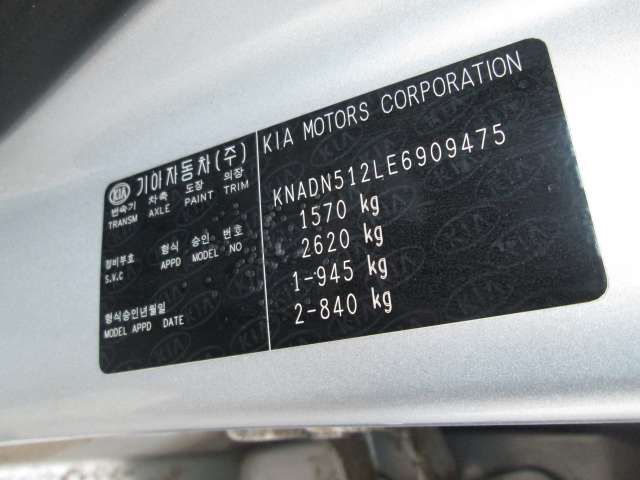 KIA 기아자동차(주)
변속기 차축 도장 의장
TRANSM AXLE PAINT TRIM
정비부호 형식 승인 번호
S.V.C APPD MODEL NO
형식승인년월일
MODEL APPD DATE
KIA MOTORS CORPORATION
KNADN512LE6909475
1570 kg
2620 kg
1-945 kg
2-840 kg